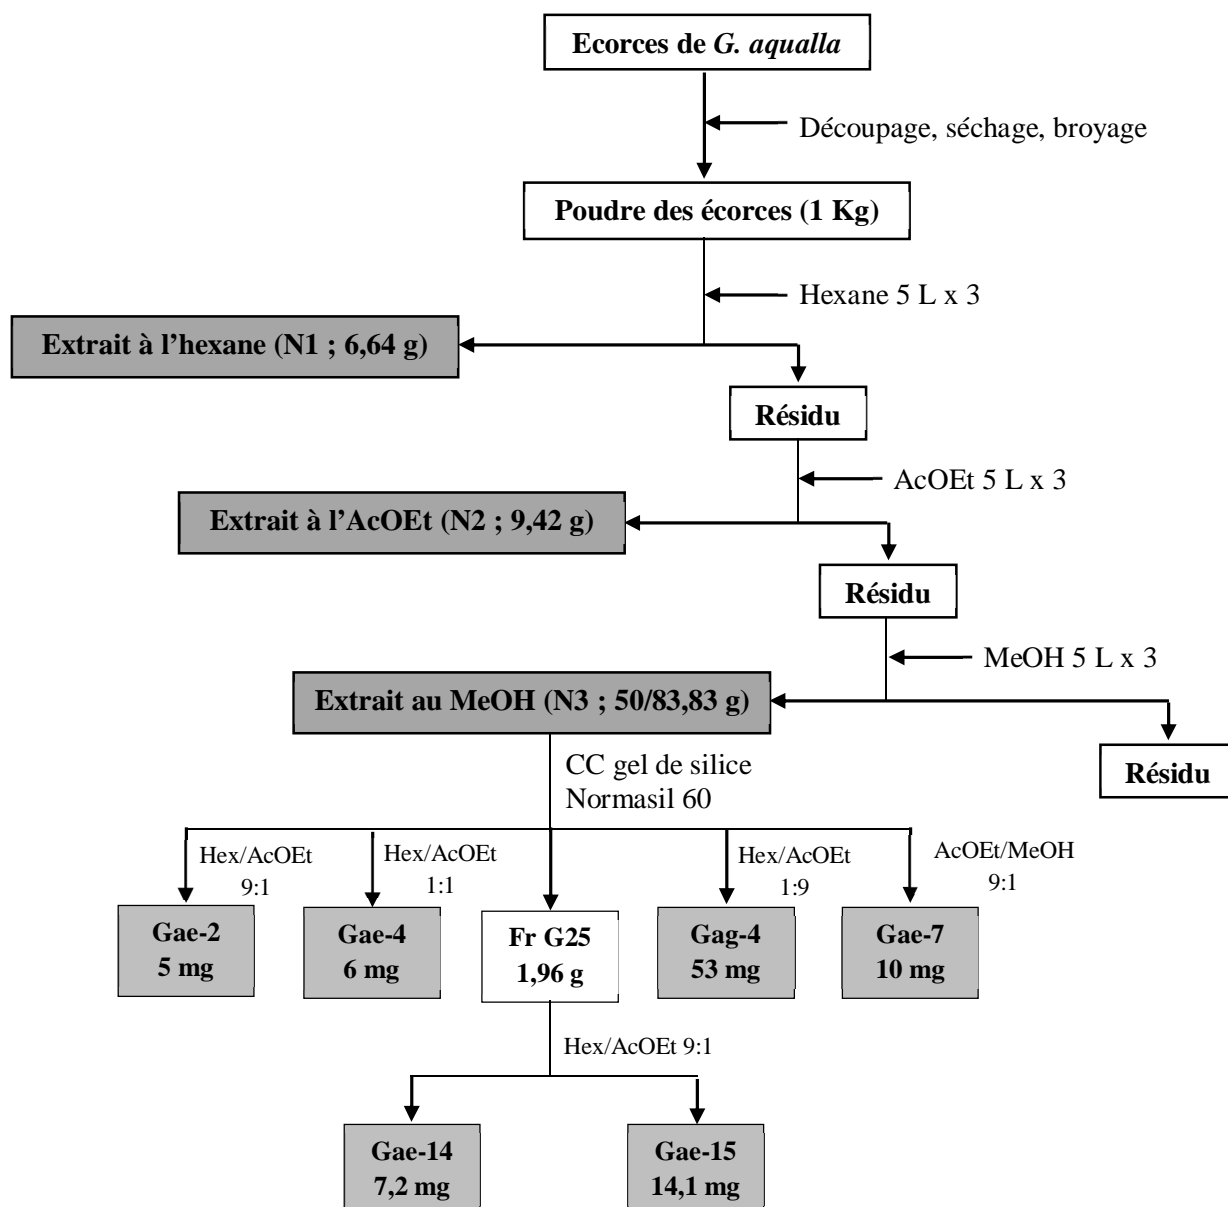 Ecorces de G. aqualla
Découpage, séchage, broyage
Poudre des écorces (1 Kg)
Hexane 5 L x 3
Extrait à l’hexane (N1 ; 6,64 g)
Résidu
AcOEt 5 L x 3
Extrait à l’AcOEt (N2 ; 9,42 g)
Résidu
MeOH 5 L x 3
Extrait au MeOH (N3 ; 50/83,83 g)
Résidu
CC gel de silice
Normasil 60
Hex/AcOEt
9:1
Hex/AcOEt
1:1
Hex/AcOEt
1:9
AcOEt/MeOH
9:1
Gae-2
5 mg
Gae-4
6 mg
Fr G25
1,96 g
Gag-4
53 mg
Gae-7
10 mg
Hex/AcOEt 9:1
Gae-14
7,2 mg
Gae-15
14,1 mg